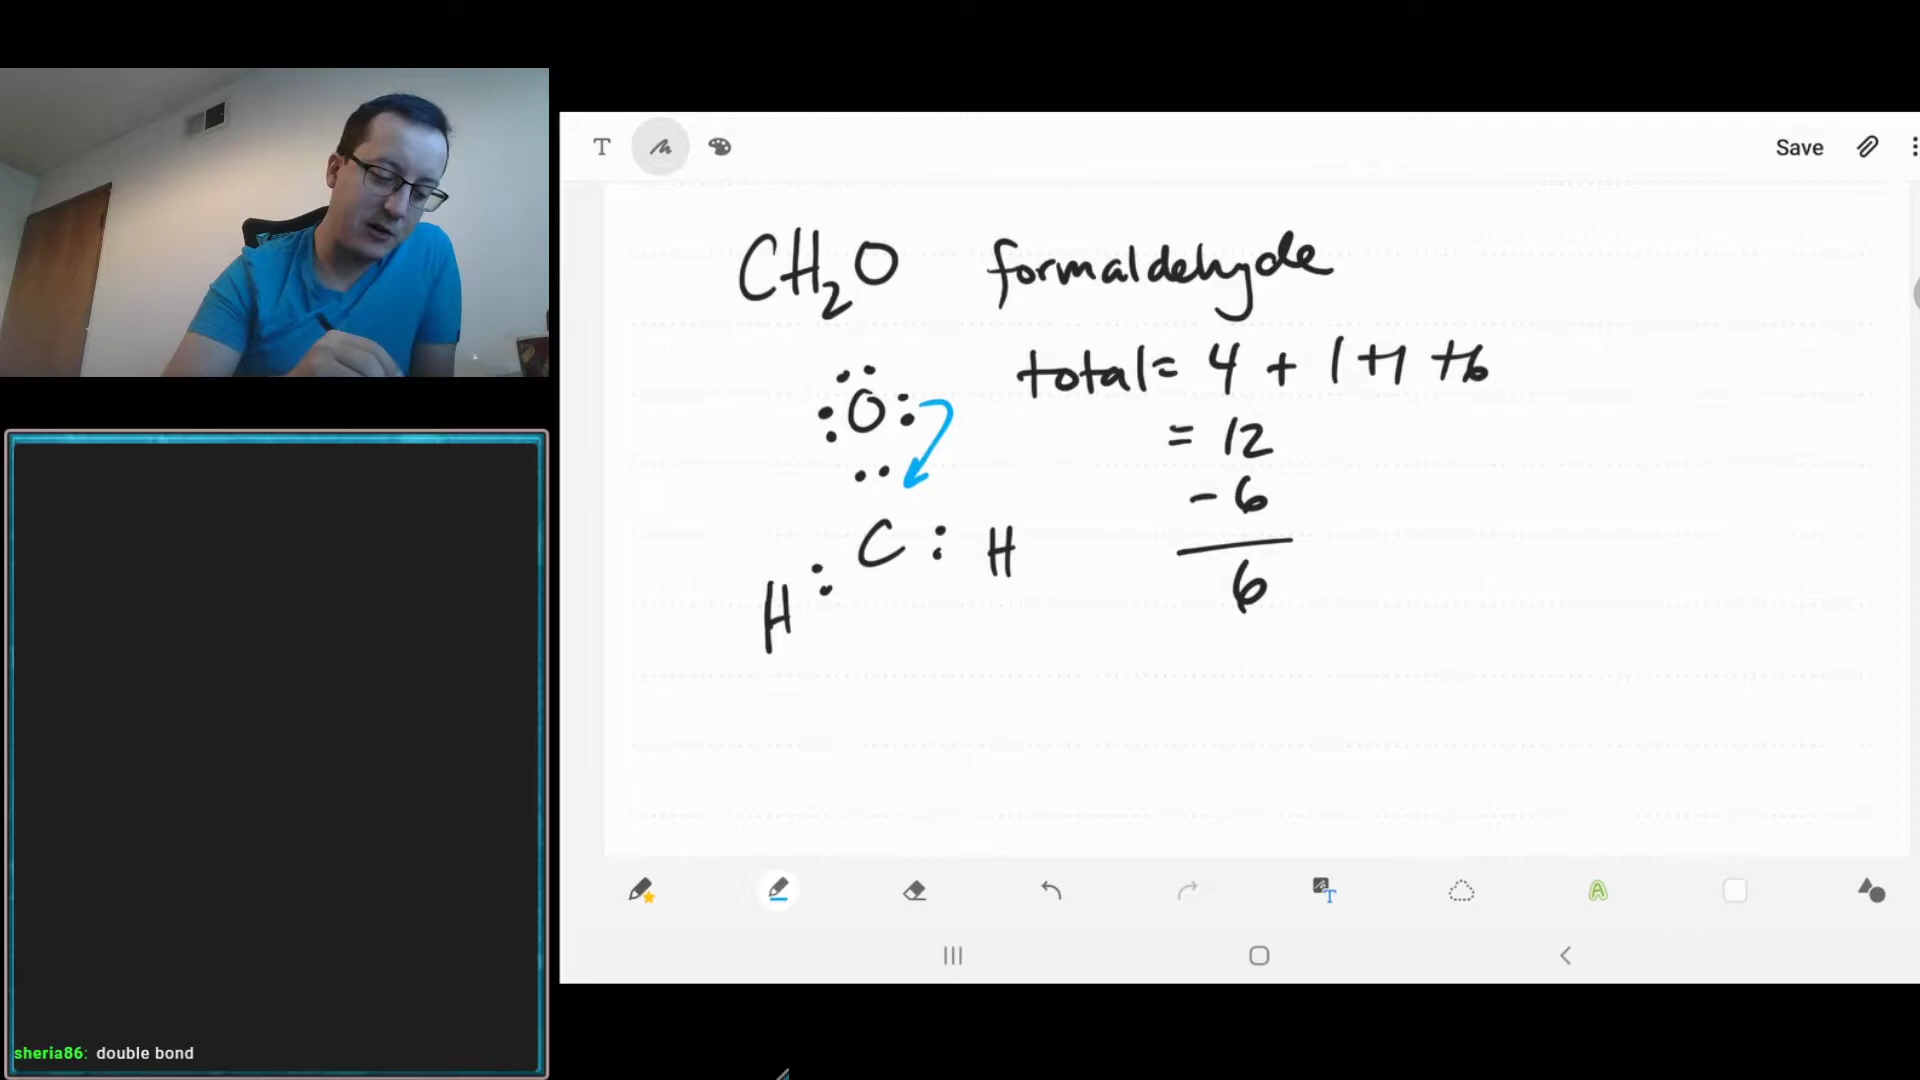 T
Save
CH2O formaldehyde
total = 4 + 1+1 +6
= 12
- 6
6
O
C : H
H
sheria86: double bond